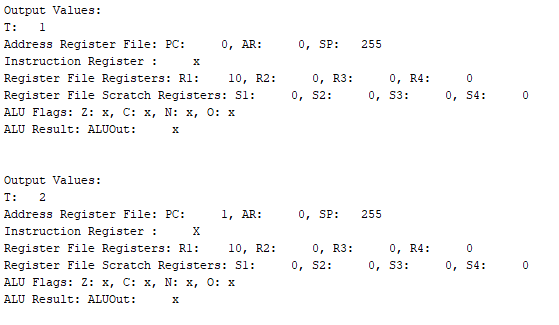 Output Values:
T:   1
Address Register File: PC:     0, AR:     0, SP:   255
Instruction Register :     x
Register File Registers: R1:    10, R2:     0, R3:     0, R4:     0
Register File Scratch Registers: S1:     0, S2:     0, S3:     0, S4:     0
ALU Flags: Z: x, C: x, N: x, O: x
ALU Result: ALUOut:     x
Output Values:
T:   2
Address Register File: PC:     1, AR:     0, SP:   255
Instruction Register :     X
Register File Registers: R1:    10, R2:     0, R3:     0, R4:     0
Register File Scratch Registers: S1:     0, S2:     0, S3:     0, S4:     0
ALU Flags: Z: x, C: x, N: x, O: x
ALU Result: ALUOut:     x